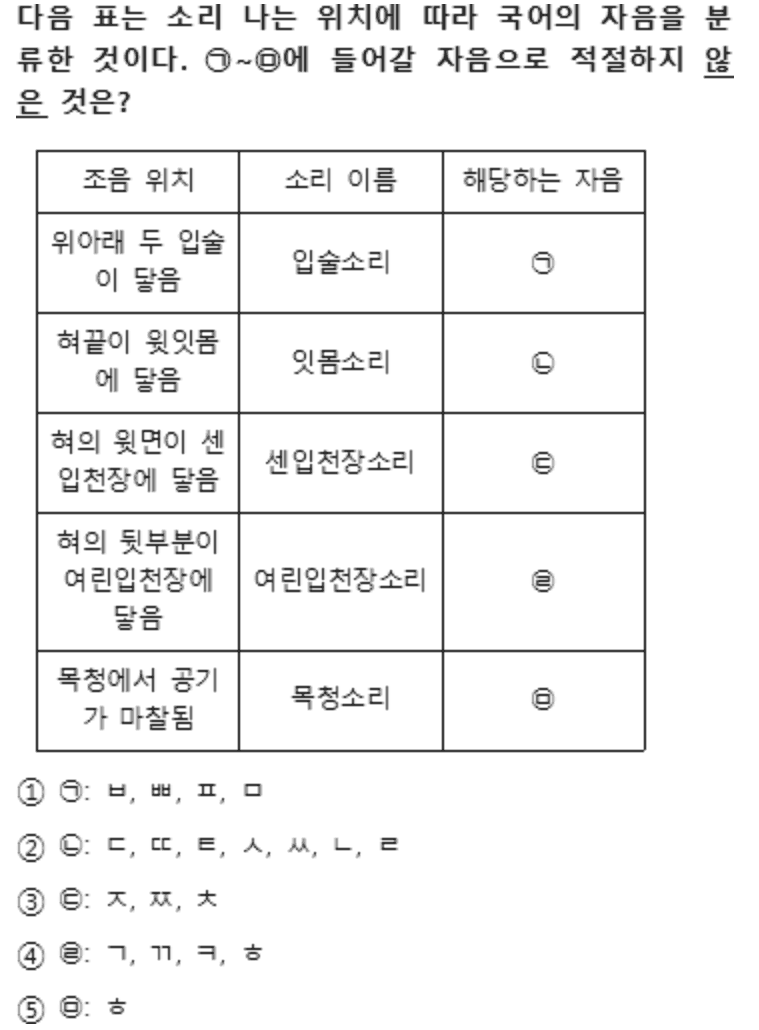 다음 표는 소리 나는 위치에 따라 국어의 자음을 분
류한 것이다. ㉠~㉤에 들어갈 자음으로 적절하지 않
은 것은?
조음 위치 소리 이름 해당하는 자음
위아래 두 입술
이 닿음
입술소리
㉠
혀끝이 윗잇몸
에 닿음
잇몸소리
㉡
혀의 윗면이 센
입천장에 닿음
센입천장소리
㉢
혀의 뒷부분이
여린입천장에
닿음
여린입천장소리
㉣
목청에서 공기
가 마찰됨
목청소리
㉤
① ㉠: ㅂ, ㅃ, ㅍ, ㅁ
② ㉡: ㄷ, ㄸ, ㅌ, ㅅ, ㅆ, ㄴ, ㄹ
③ ㉢: ㅈ, ㅉ, ㅊ
④ ㉣: ㄱ, ㄲ, ㅋ, ㅎ
⑤ ㉤: ㅎ